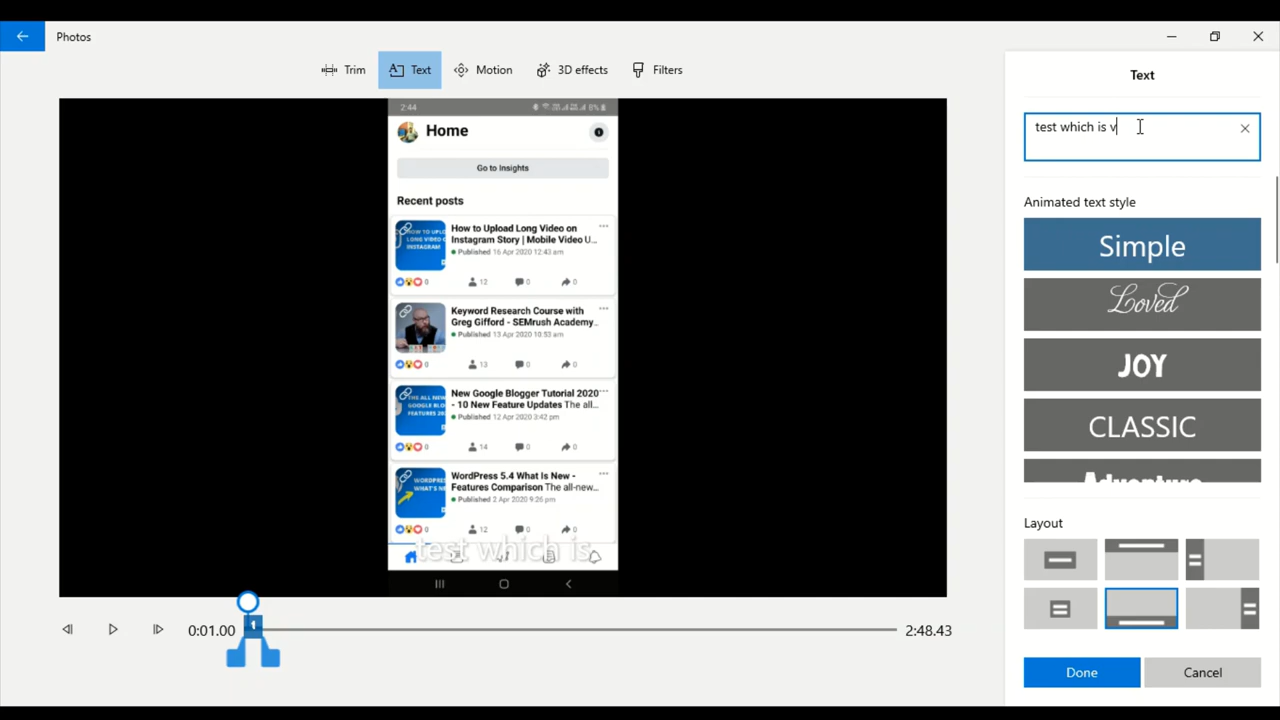 Photos
Trim
Text
Motion
3D effects
Filters
Text
test which is v
Animated text style
Simple
Loved
JOY
CLASSIC
Adventure
Layout
Done
Cancel
2:44
8%
Home
Go to Insights
Recent posts
How to Upload Long Video on
Instagram Story | Mobile Video U...
Published 16 Apr 2020 12:43 am
12 0 0
0
Keyword Research Course with
Greg Gifford - SEMrush Academy...
Published 13 Apr 2020 10:53 am
0 13 0 0
New Google Blogger Tutorial 2020
- 10 New Feature Updates The all...
Published 12 Apr 2020 3:42 pm
0 14 0 0
WordPress 5.4 What Is New -
Features Comparison The all-new...
Published 2 Apr 2020 9:26 pm
0 12 0 0
test which is
0:01.00
1
2:48.43